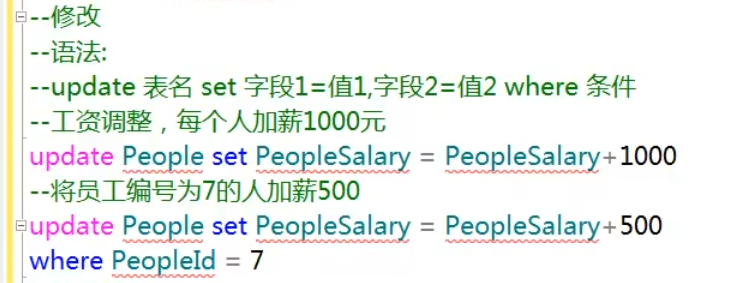 --修改
--语法:
--update 表名 set 字段1=值1,字段2=值2 where 条件
--工资调整，每个人加薪1000元
update People set PeopleSalary = PeopleSalary+1000
--将员工编号为7的人加薪500
update People set PeopleSalary = PeopleSalary+500
where PeopleId = 7